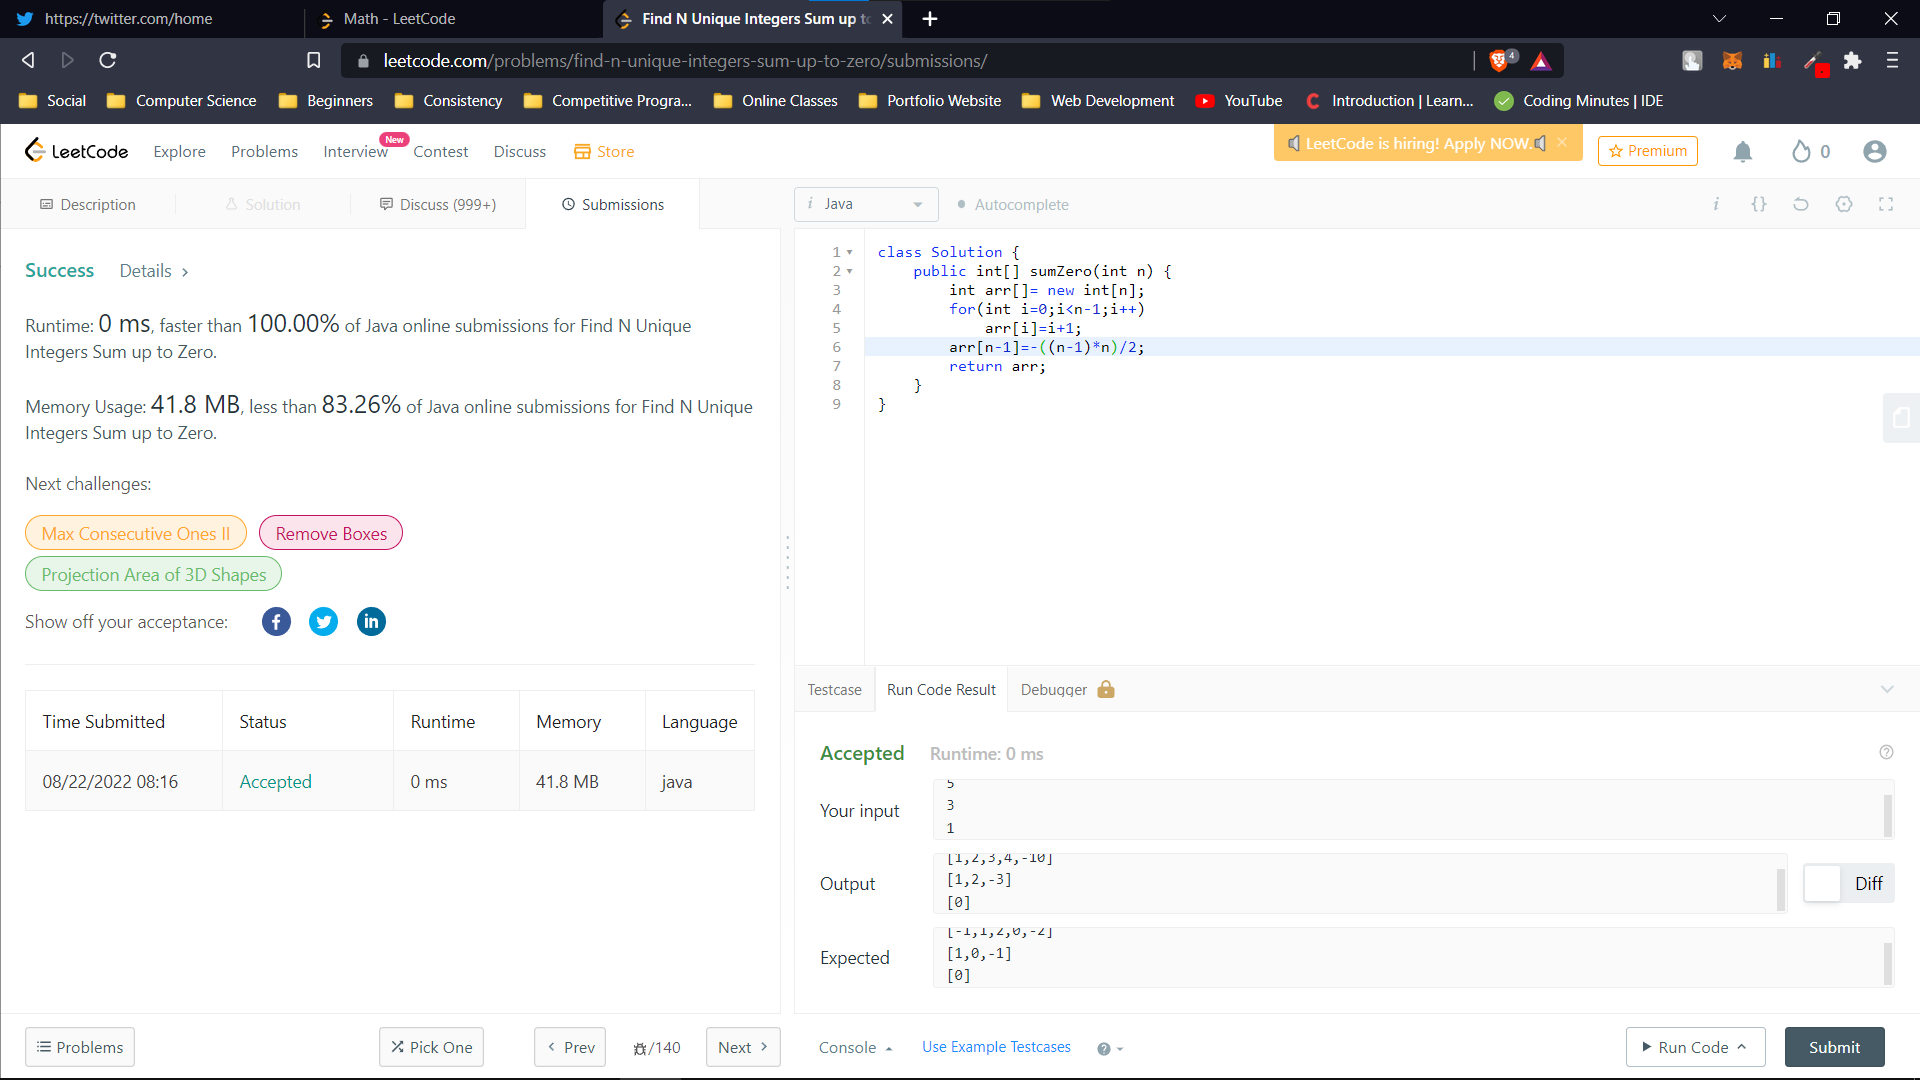 https://twitter.com/home
Math - LeetCode
Find N Unique Integers Sum up to
leetcode.com/problems/find-n-unique-integers-sum-up-to-zero/submissions/
4
Social
Computer Science
Beginners
Consistency
Competitive Progra...
Online Classes
Portfolio Website
Web Development
YouTube
Introduction | Learn...
Coding Minutes | IDE
LeetCode
Explore
Problems
Interview
New
Contest
Discuss
Store
LeetCode is hiring! Apply NOW.
Premium
0
Description
Solution
Discuss (999+)
Submissions
i Java
Autocomplete
Success
Details
Runtime: 0 ms, faster than 100.00% of Java online submissions for Find N Unique
Integers Sum up to Zero.
Memory Usage: 41.8 MB, less than 83.26% of Java online submissions for Find N Unique
Integers Sum up to Zero.
Next challenges:
Max Consecutive Ones II
Remove Boxes
Projection Area of 3D Shapes
Show off your acceptance:
Time Submitted
Status
Runtime
Memory
Language
08/22/2022 08:16
Accepted
0 ms
41.8 MB
java
1 class Solution {
2 public int[] sumZero(int n) {
3 int arr[]= new int[n];
4 for(int i=0;i<n-1;i++)
5 arr[i]=i+1;
6 arr[n-1]=-((n-1)*n)/2;
7 return arr;
8 }
9 }
Testcase
Run Code Result
Debugger
Accepted
Runtime: 0 ms
Your input
5
3
1
Output
[1,2,3,4,-10]
[1,2,-3]
[0]
Diff
Expected
[-1,1,2,0,-2]
[1,0,-1]
[0]
Problems
Pick One
Prev
/140
Next
Console
Use Example Testcases
Run Code
Submit